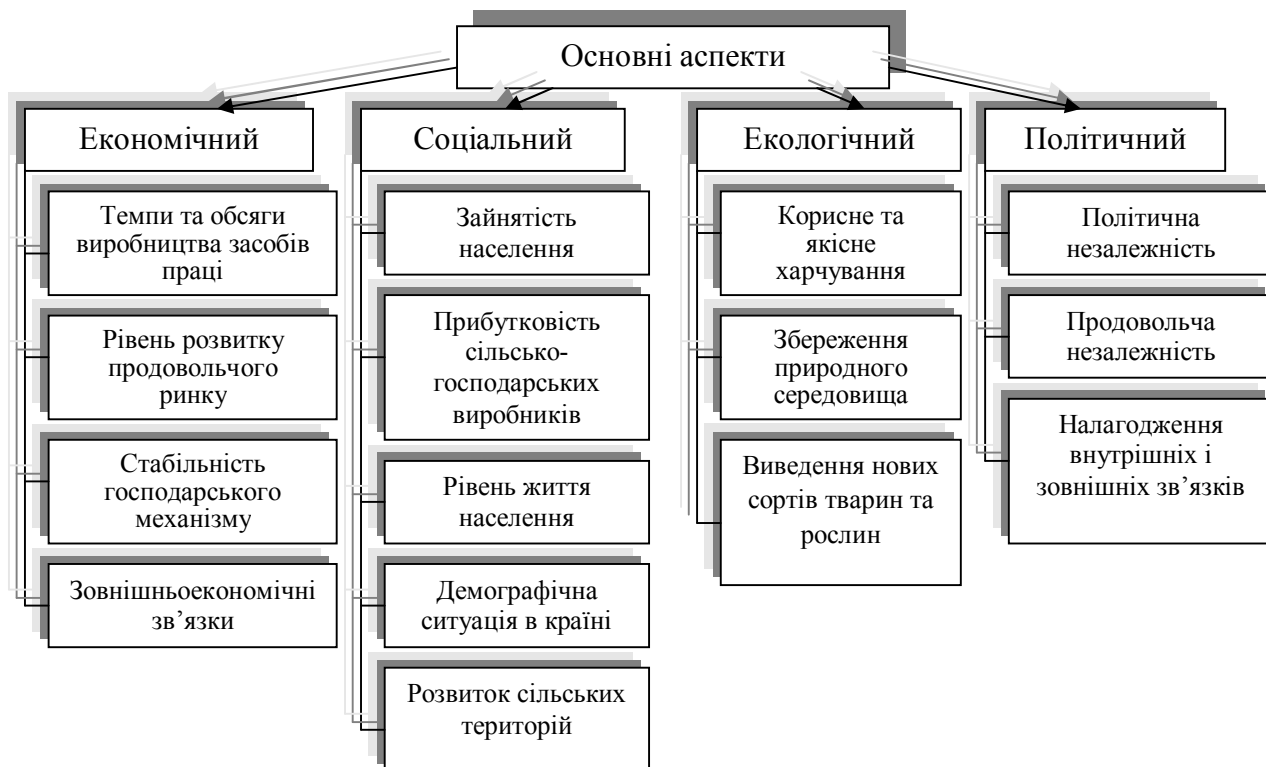 Основні аспекти
Економічний
Темпи та обсяги
виробництва засобів
праці
Рівень розвитку
продовольчого
ринку
Стабільність
господарського
механізму
Зовнішньоекономічні
зв’язки
Соціальний
Зайнятість
населення
Прибутковість
сільсько-
господарських
виробників
Рівень життя
населення
Демографічна
ситуація в країні
Розвиток сільських
територій
Екологічний
Корисне та
якісне
харчування
Збереження
природного
середовища
Виведення нових
сортів тварин та
рослин
Політичний
Політична
незалежність
Продовольча
незалежність
Налагодження
внутрішніх і
зовнішніх зв’язків